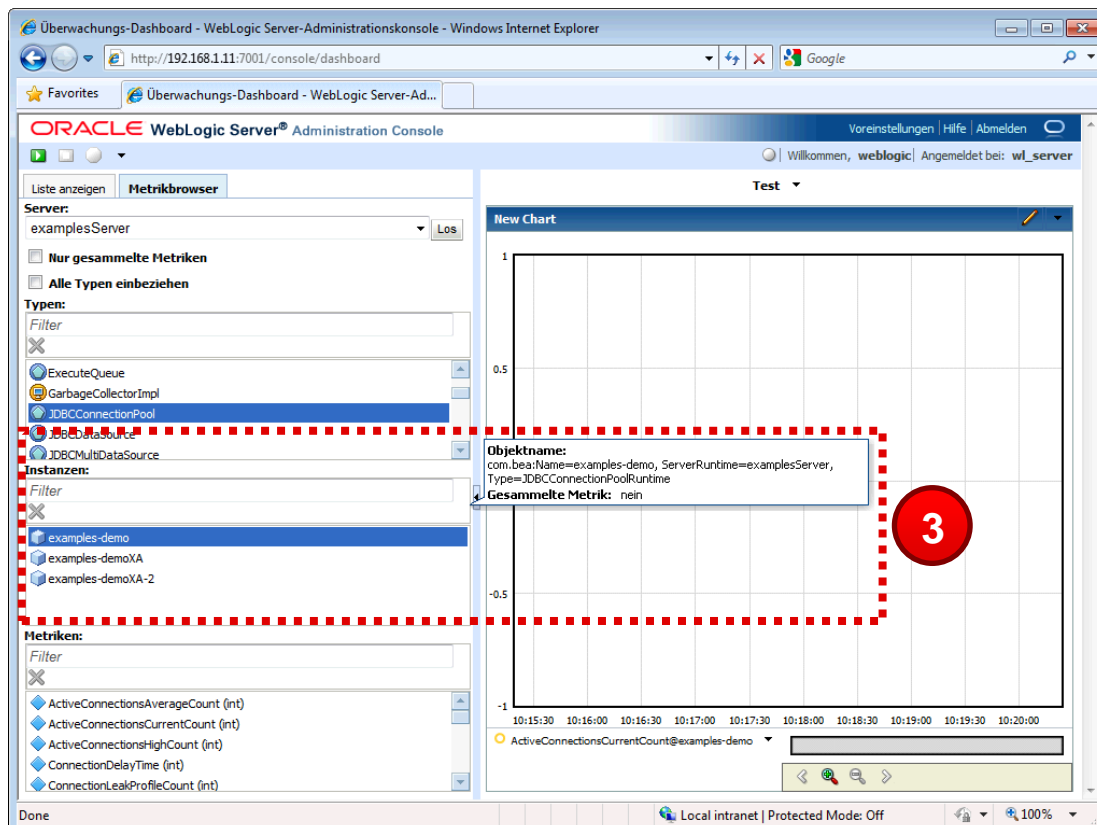 Überwachungs-Dashboard - WebLogic Server-Administrationskonsole - Windows Internet Explorer
http://192.168.1.11:7001/console/dashboard
Google
Favorites
Überwachungs-Dashboard - WebLogic Server-Ad...
ORACLE WebLogic Server® Administration Console
Voreinstellungen | Hilfe | Abmelden
Willkommen, weblogic | Angemeldet bei: wl_server
Liste anzeigen
Metrikbrowser
Server:
examplesServer
Los
Nur gesammelte Metriken
Alle Typen einbeziehen
Typen:
Filter
ExecuteQueue
GarbageCollectorImpl
JDBCConnectionPool
JDBCDataSource
JDBCMultiDataSource
Instanzen:
Filter
examples-demo
examples-demoXA
examples-demoXA-2
Metriken:
Filter
ActiveConnectionsAverageCount (int)
ActiveConnectionsCurrentCount (int)
ActiveConnectionsHighCount (int)
ConnectionDelayTime (int)
ConnectionLeakProfileCount (int)
Test
New Chart
1
0.5
Objektname:
com.bea:Name=examples-demo, ServerRuntime=examplesServer,
Type=JDBCConnectionPoolRuntime
Gesammelte Metrik: nein
3
-0.5
-1
10:15:30 10:16:00 10:16:30 10:17:00 10:17:30 10:18:00 10:18:30 10:19:00 10:19:30 10:20:00
ActiveConnectionsCurrentCount@examples-demo
Done
Local intranet | Protected Mode: Off
100%